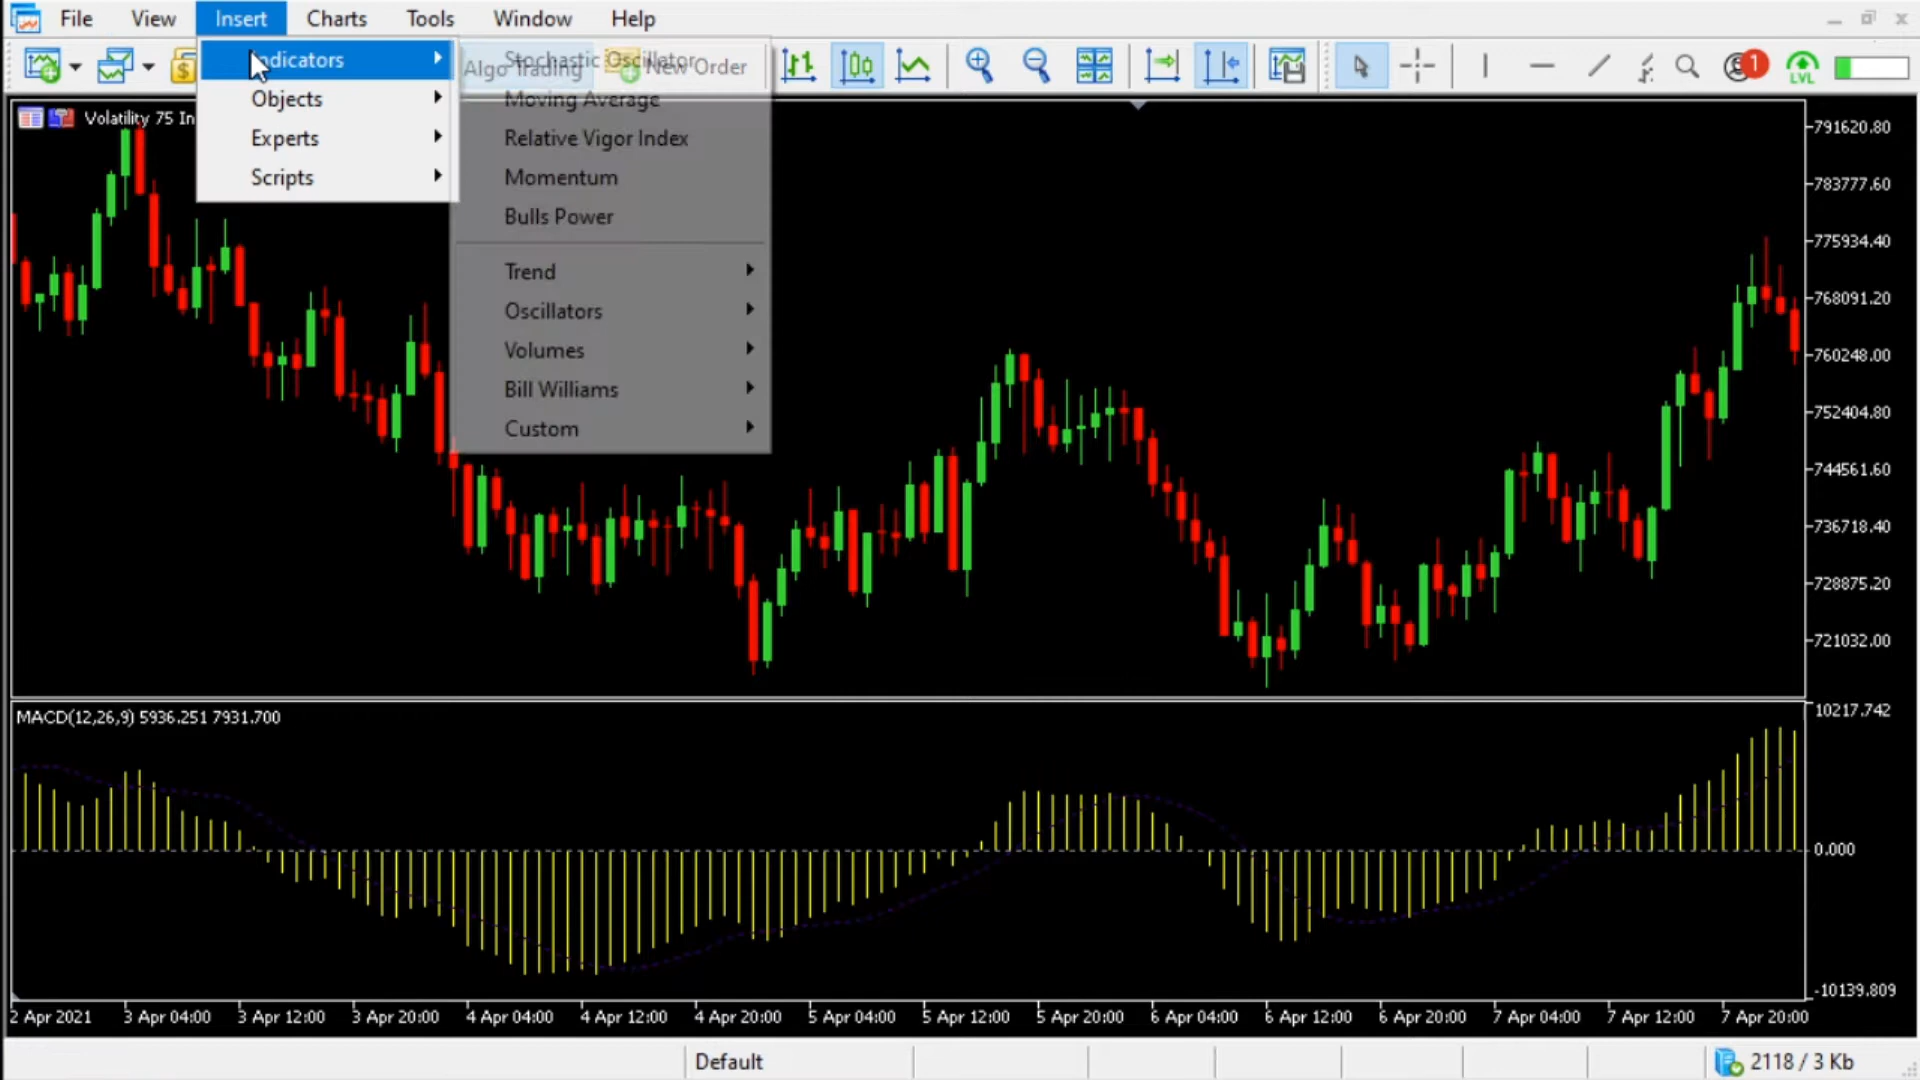 File View Insert Charts Tools Window Help
Indicators
Objects
Experts
Scripts
Algo Trading New Order
LVL 1
Stochastic Oscillator
Moving Average
Relative Vigor Index
Momentum
Bulls Power
Trend
Oscillators
Volumes
Bill Williams
Custom
Volatility 75 In
791620.80
783777.60
775934.40
768091.20
760248.00
752404.80
744561.60
736718.40
728875.20
721032.00
MACD(12,26,9) 5936.251 7931.700
10217.742
0.000
-10139.809
2 Apr 2021 3 Apr 04:00 3 Apr 12:00 3 Apr 20:00 4 Apr 04:00 4 Apr 12:00 4 Apr 20:00 5 Apr 04:00 5 Apr 12:00 5 Apr 20:00 6 Apr 04:00 6 Apr 12:00 6 Apr 20:00 7 Apr 04:00 7 Apr 12:00 7 Apr 20:00
Default
2118 / 3 Kb